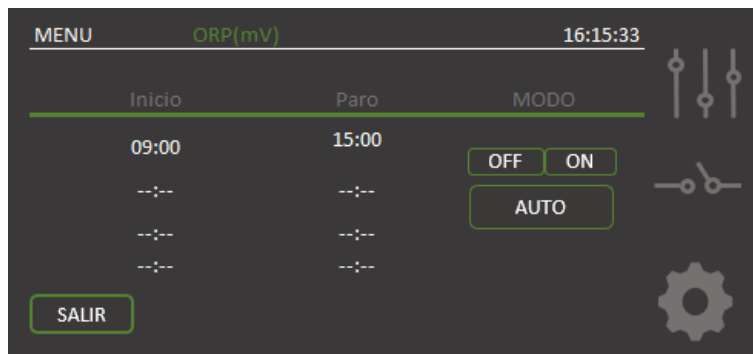 MENU ORP(mV) 16:15:33
Inicio Paro MODO
09:00 15:00
OFF ON
--:-- --:--
AUTO
--:-- --:--
--:-- --:--
SALIR